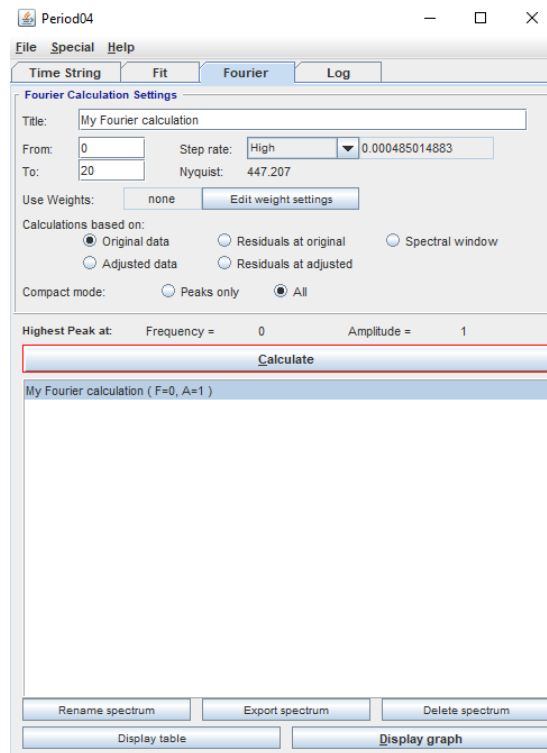 Period04
File Special Help
Time String Fit Fourier Log
Fourier Calculation Settings
Title: My Fourier calculation
From: 0 Step rate: High 0.000485014883
To: 20 Nyquist: 447.207
Use Weights: none Edit weight settings
Calculations based on:
Original data Residuals at original Spectral window
Adjusted data Residuals at adjusted
Compact mode: Peaks only All
Highest Peak at: Frequency = 0 Amplitude = 1
Calculate
My Fourier calculation ( F=0, A=1 )
Rename spectrum Export spectrum Delete spectrum
Display table Display graph